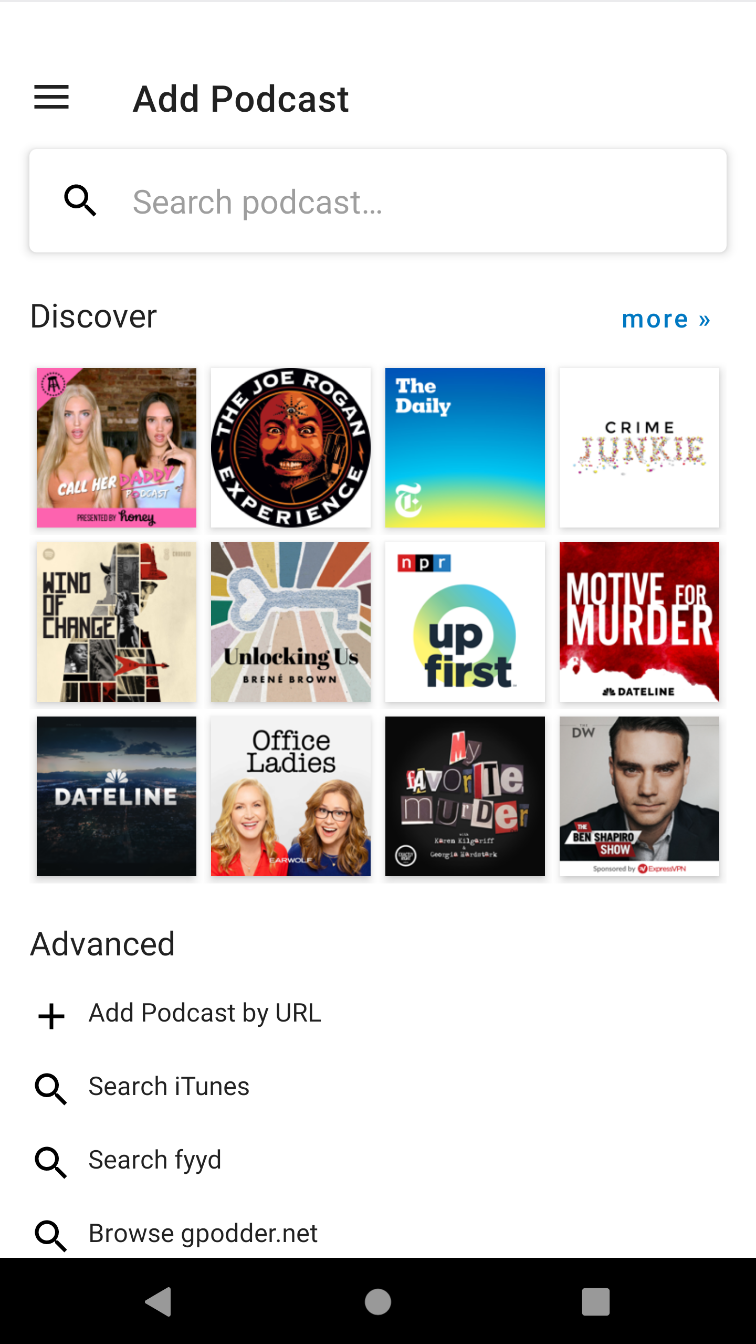 Add Podcast
Search podcast…
Discover
more »
CALL HER DADDY
PODCAST
PRESENTED BY honey
THE JOE ROGAN
EXPERIENCE
The
Daily
CRIME
JUNKIE
WIND
OF
CHANGE
Unlocking Us
BRENÉ BROWN
npr
up
first
MOTIVE FOR
MURDER
DATELINE
DATELINE
Office
Ladies
EARWOLF
My
FAVORITE
MURDER
WITH
Karen Kilgariff
&
Georgia Hardstark
DW
THE
BEN SHAPIRO
SHOW
Sponsored by ExpressVPN
Advanced
Add Podcast by URL
Search iTunes
Search fyyd
Browse gpodder.net